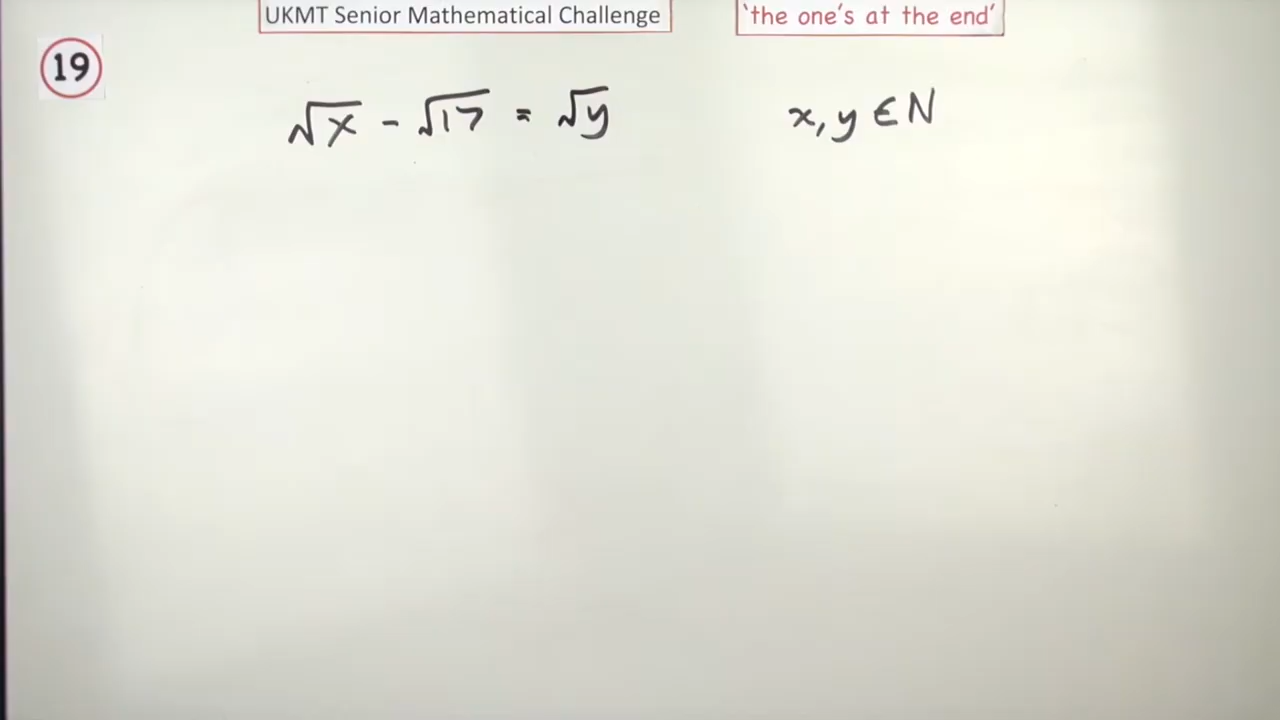 UKMT Senior Mathematical Challenge
'the one's at the end'
19
√x - √17 = √y
x, y ∈ N